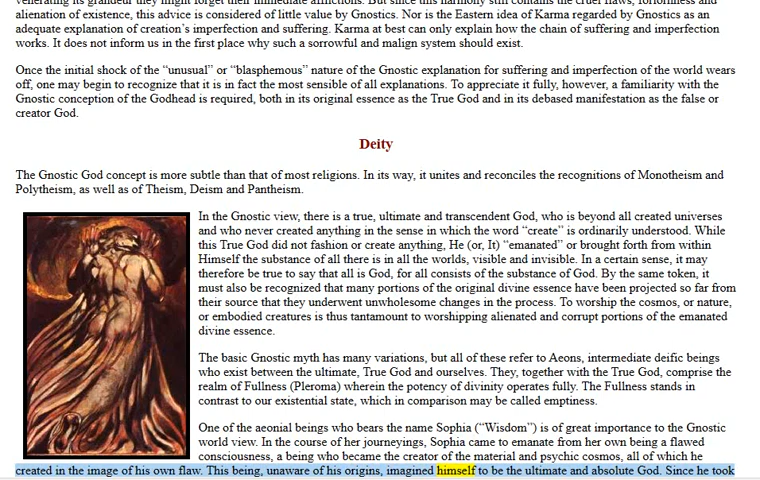 venerating its grandeur they might forget their immediate afflictions. But since this harmony still contains the cruel flaws, forlornness and
alienation of existence, this advice is considered of little value by Gnostics. Nor is the Eastern idea of Karma regarded by Gnostics as an
adequate explanation of creation's imperfection and suffering. Karma at best can only explain how the chain of suffering and imperfection
works. It does not inform us in the first place why such a sorrowful and malign system should exist.
Once the initial shock of the “unusual” or “blasphemous” nature of the Gnostic explanation for suffering and imperfection of the world wears
off, one may begin to recognize that it is in fact the most sensible of all explanations. To appreciate it fully, however, a familiarity with the
Gnostic conception of the Godhead is required, both in its original essence as the True God and in its debased manifestation as the false or
creator God.
Deity
The Gnostic God concept is more subtle than that of most religions. In its way, it unites and reconciles the recognitions of Monotheism and
Polytheism, as well as of Theism, Deism and Pantheism.
In the Gnostic view, there is a true, ultimate and transcendent God, who is beyond all created universes
and who never created anything in the sense in which the word “create” is ordinarily understood. While
this True God did not fashion or create anything, He (or, It) “emanated” or brought forth from within
Himself the substance of all there is in all the worlds, visible and invisible. In a certain sense, it may
therefore be true to say that all is God, for all consists of the substance of God. By the same token, it
must also be recognized that many portions of the original divine essence have been projected so far from
their source that they underwent unwholesome changes in the process. To worship the cosmos, or nature,
or embodied creatures is thus tantamount to worshipping alienated and corrupt portions of the emanated
divine essence.
The basic Gnostic myth has many variations, but all of these refer to Aeons, intermediate deific beings
who exist between the ultimate, True God and ourselves. They, together with the True God, comprise the
realm of Fullness (Pleroma) wherein the potency of divinity operates fully. The Fullness stands in
contrast to our existential state, which in comparison may be called emptiness.
One of the aeonial beings who bears the name Sophia (“Wisdom”) is of great importance to the Gnostic
world view. In the course of her journeyings, Sophia came to emanate from her own being a flawed
consciousness, a being who became the creator of the material and psychic cosmos, all of which he
created in the image of his own flaw. This being, unaware of his origins, imagined himself to be the ultimate and absolute God. Since he took